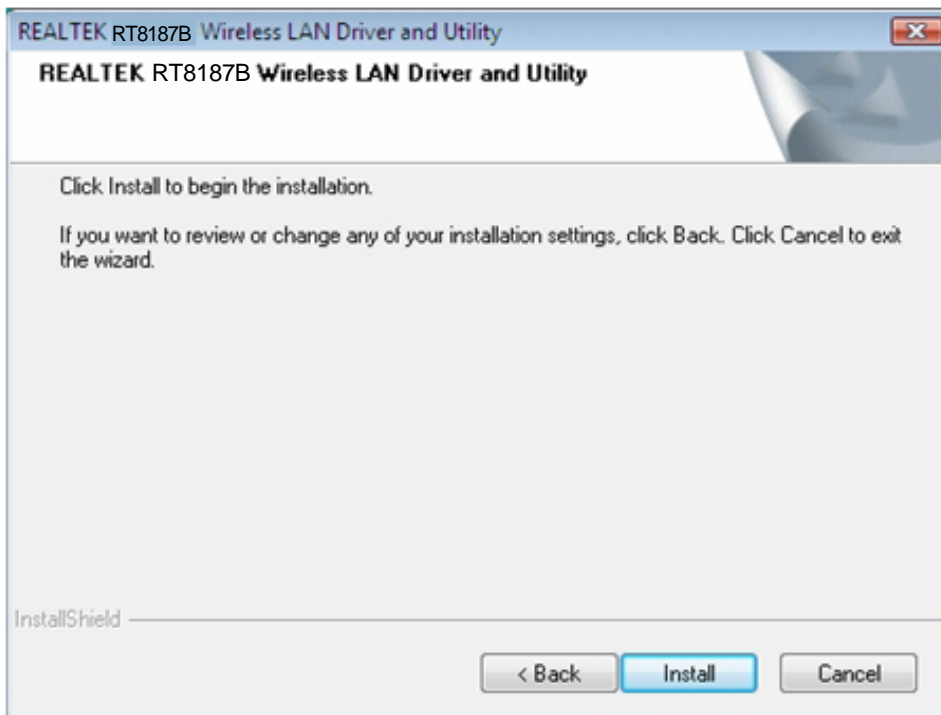 REALTEK RT8187B Wireless LAN Driver and Utility
REALTEK RT8187B Wireless LAN Driver and Utility
Click Install to begin the installation.
If you want to review or change any of your installation settings, click Back. Click Cancel to exit
the wizard.
InstallShield
< Back
Install
Cancel